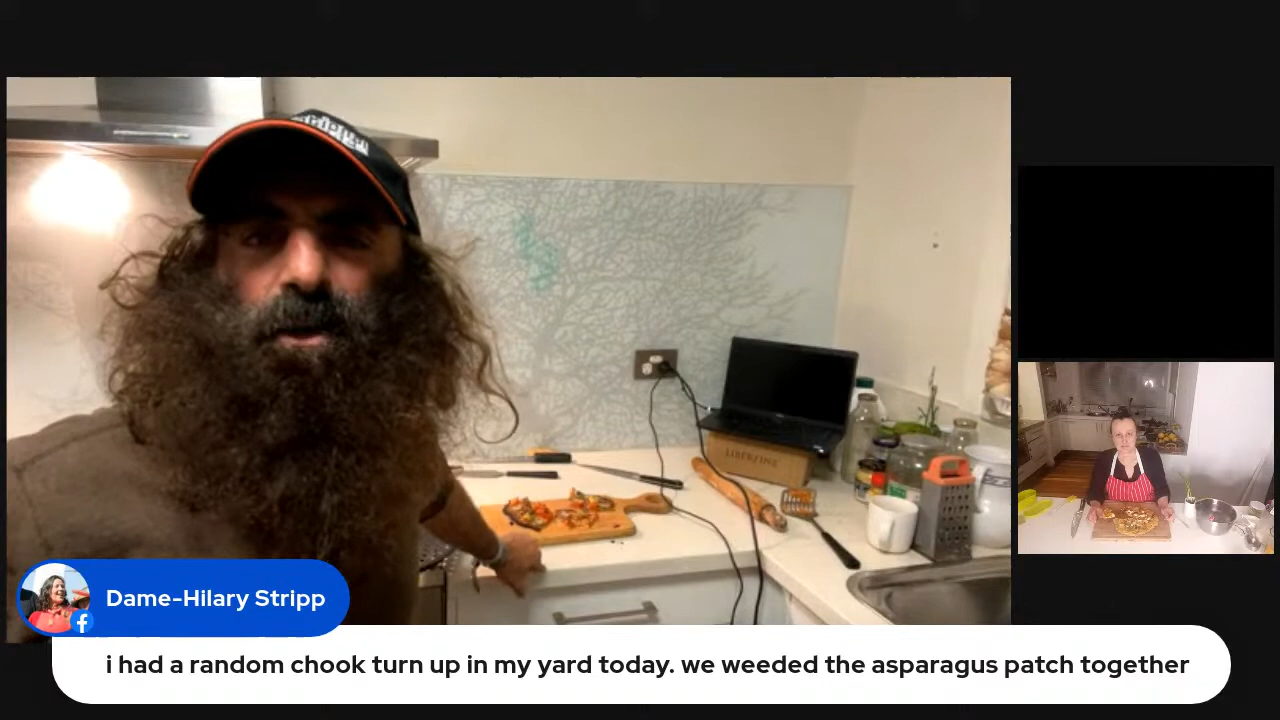 Dame-Hilary Stripp
i had a random chook turn up in my yard today. we weeded the asparagus patch together